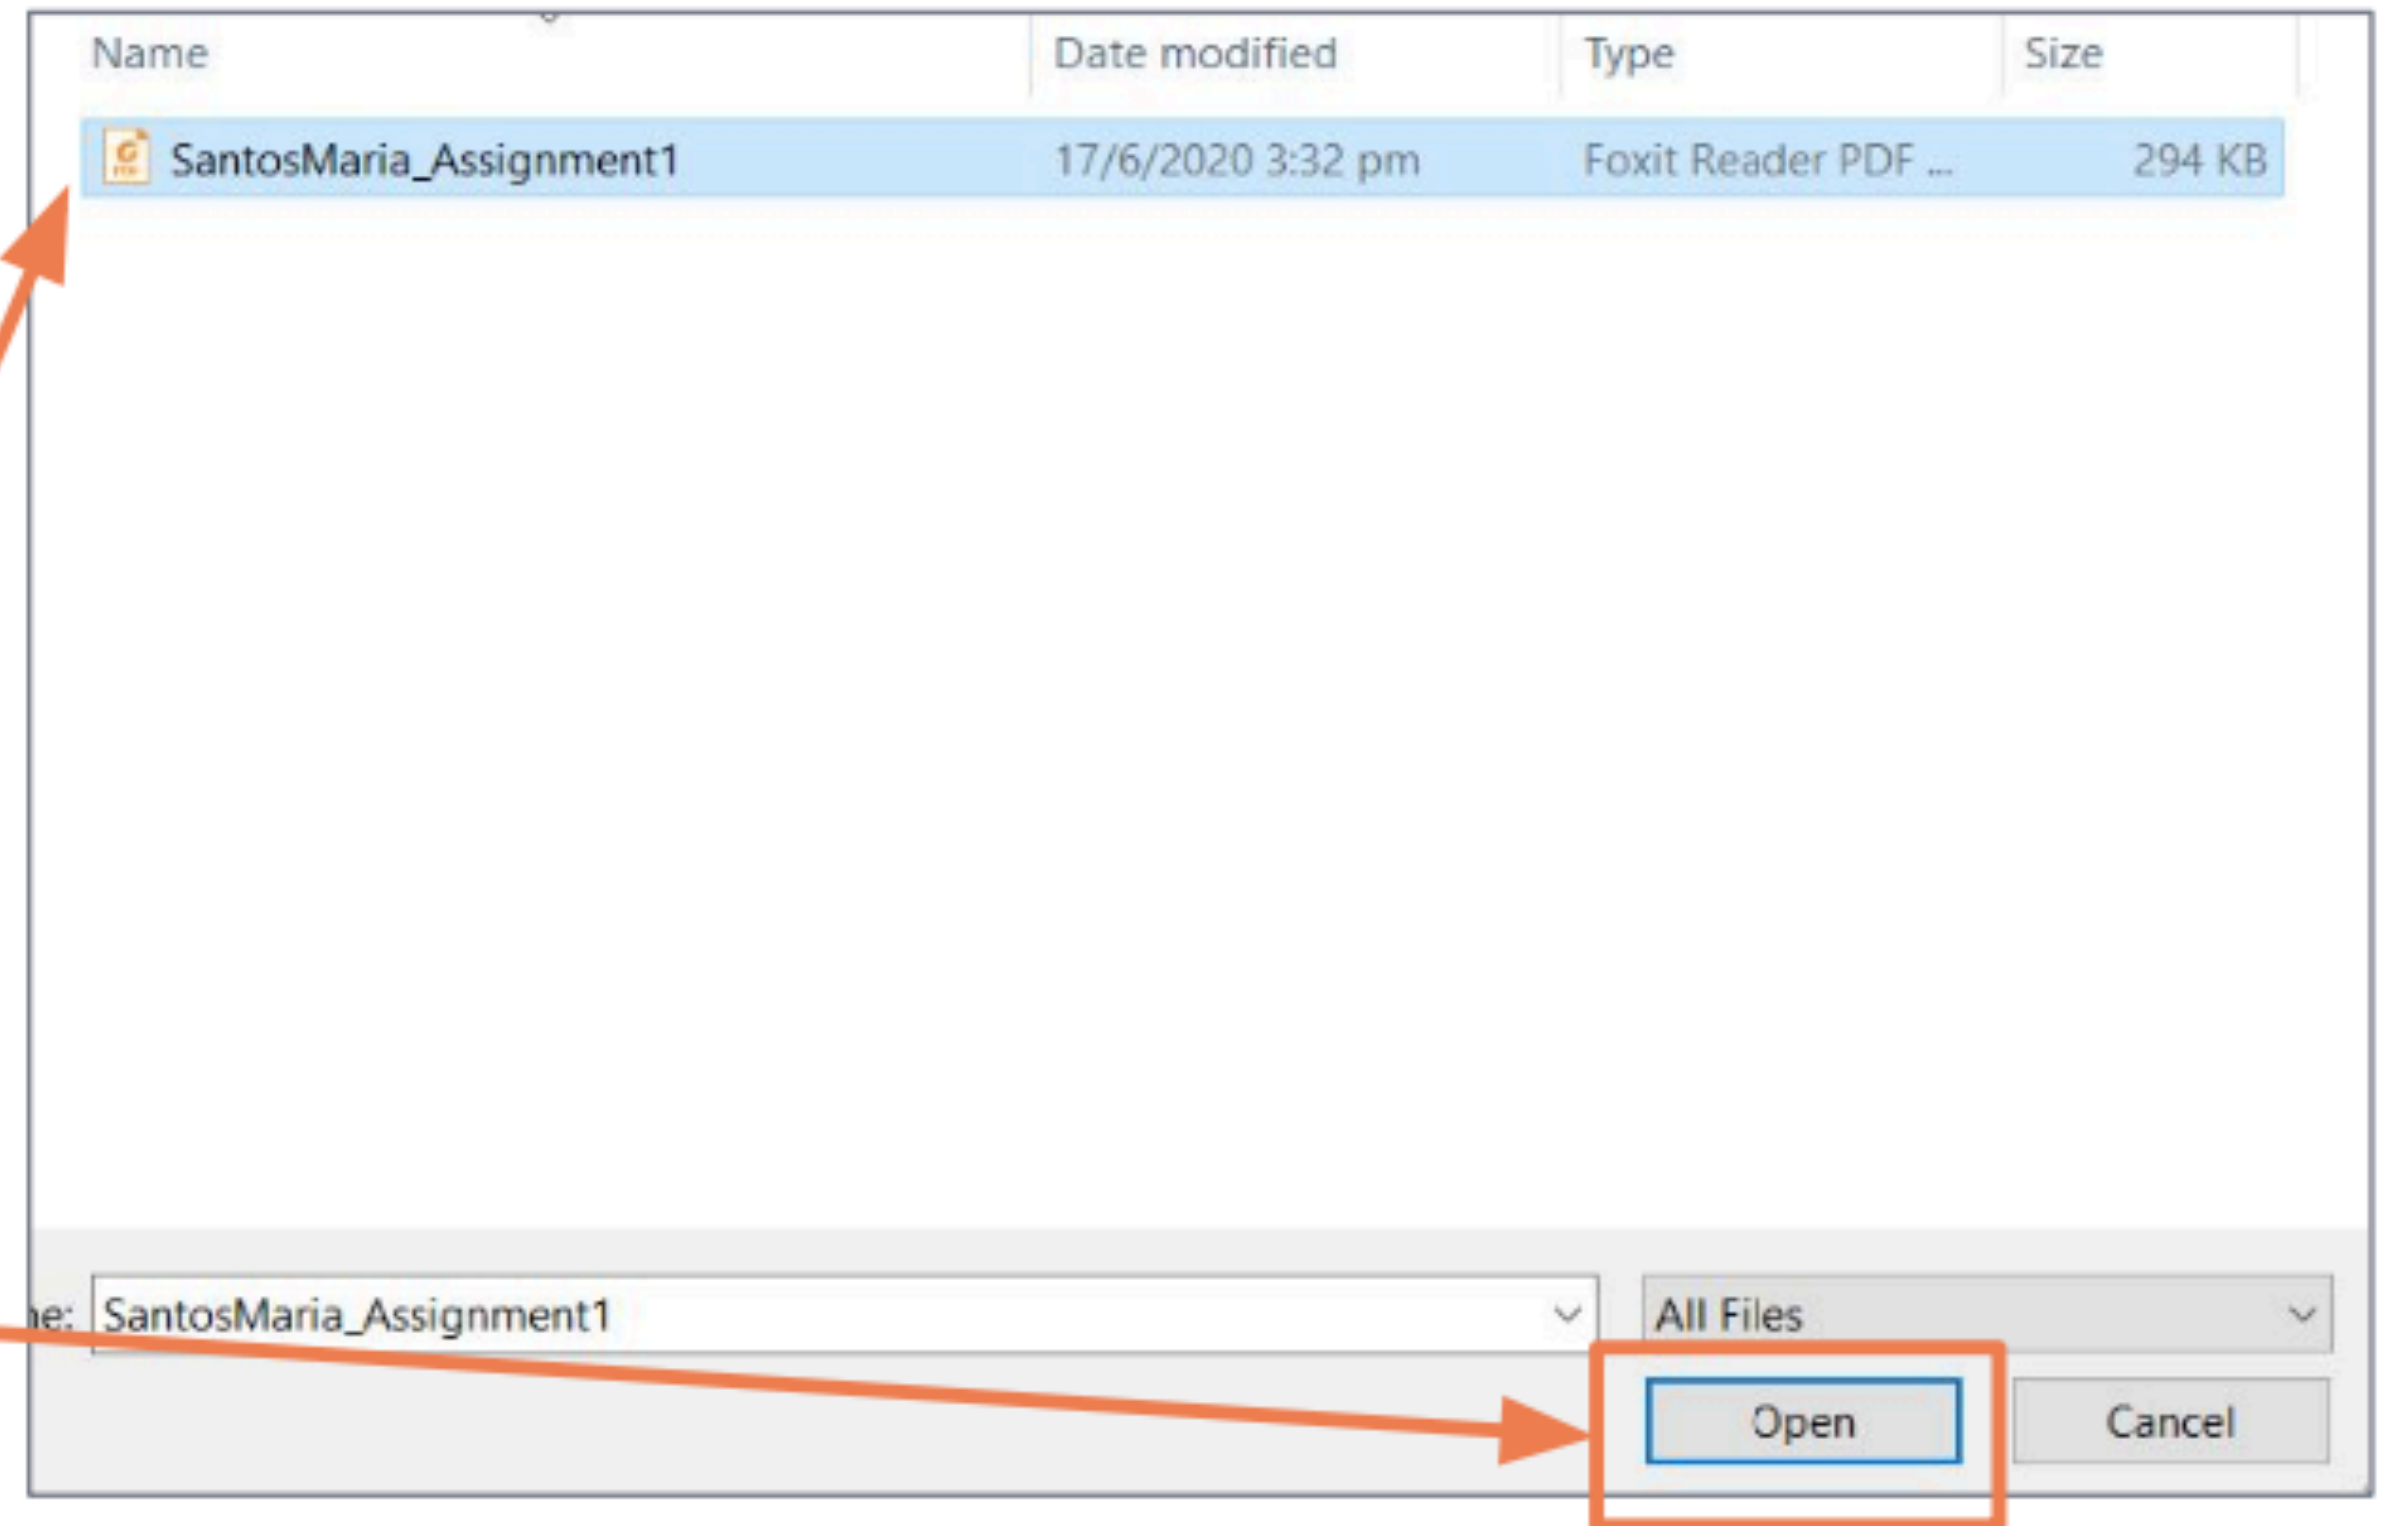 Name Date modified Type Size
SantosMaria_Assignment1 17/6/2020 3:32 pm Foxit Reader PDF ... 294 KB
ne: SantosMaria_Assignment1 All Files
Open Cancel